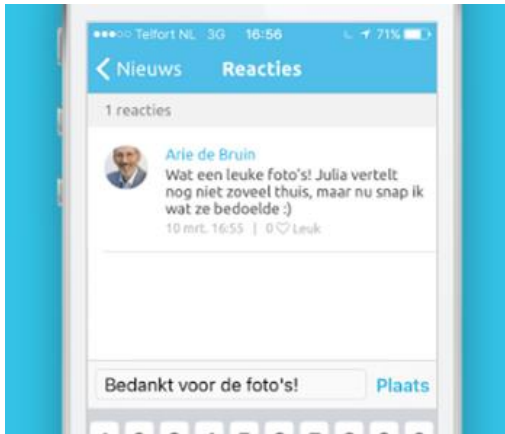 Telfort NL 3G 16:56 71%
Nieuws Reacties
1 reacties
Arie de Bruin
Wat een leuke foto's! Julia vertelt
nog niet zoveel thuis, maar nu snap ik
wat ze bedoelde :)
10 mrt. 16:55 | 0 Leuk
Bedankt voor de foto's! Plaats